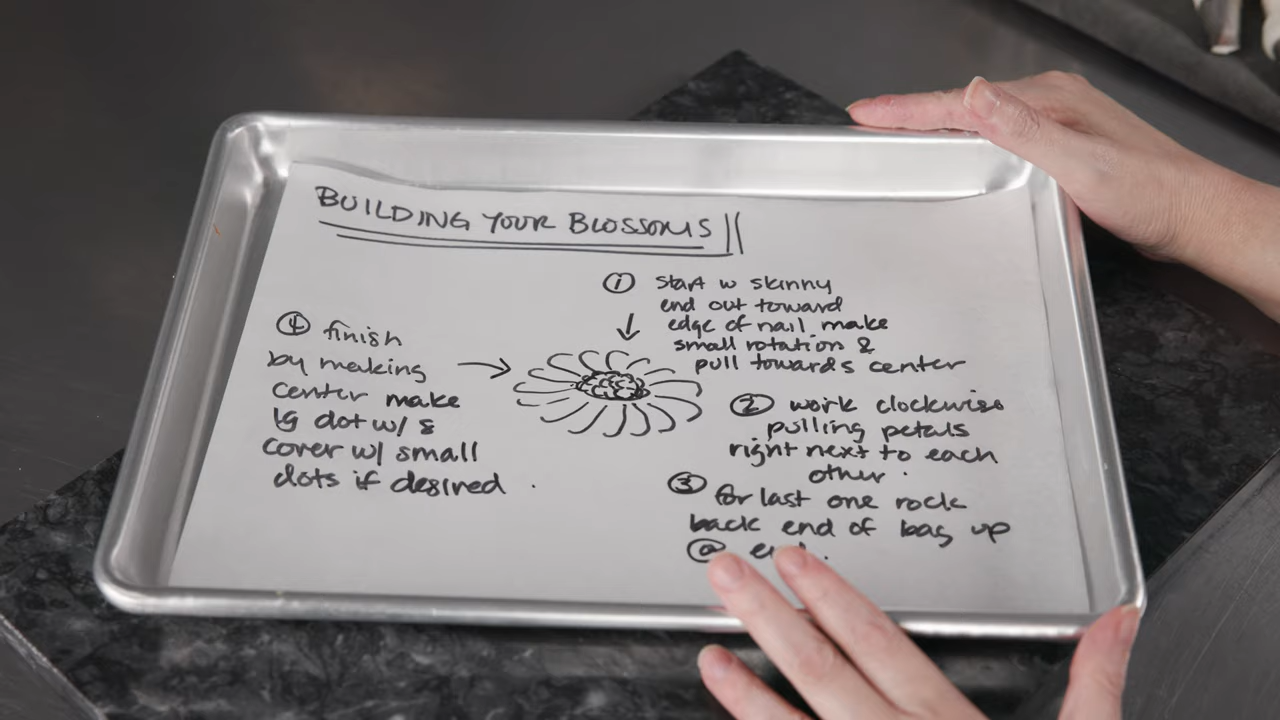 BUILDING YOUR BLOSSOMS
① start w skinny
end out toward
edge of nail make
small rotation &
pull towards center
② work clockwise
pulling petals
right next to each
other.
③ for last one rock
back end of bag up
@ end.
④ finish
by making
center make
lg dot w/ &
cover w/ small
dots if desired.